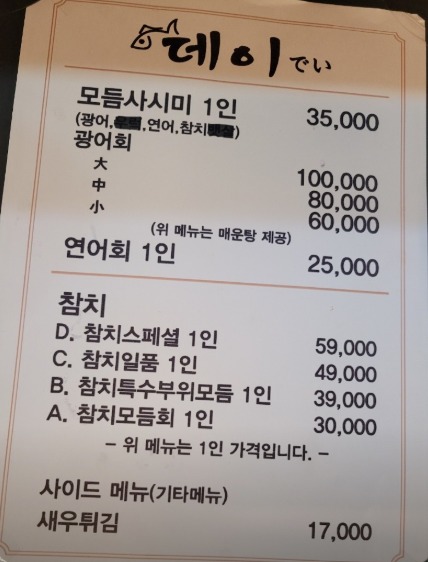 데이 でい
모듬사시미 1인 35,000
(광어, ,연어,참치 )
광어회
大 100,000
中 80,000
小 60,000
(위 메뉴는 매운탕 제공)
연어회 1인 25,000
참치
D. 참치스페셜 1인 59,000
C. 참치일품 1인 49,000
B. 참치특수부위모듬 1인 39,000
A. 참치모듬회 1인 30,000
- 위 메뉴는 1인 가격입니다. -
사이드 메뉴(기타메뉴)
새우튀김 17,000